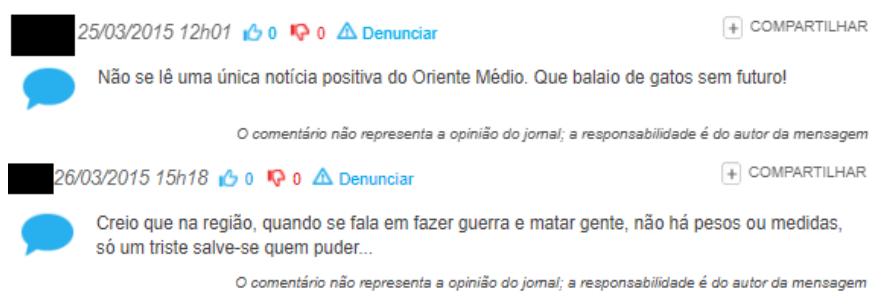 25/03/2015 12h01 0 0 Denunciar + COMPARTILHAR
Não se lê uma única notícia positiva do Oriente Médio. Que balaio de gatos sem futuro!
O comentário não representa a opinião do jornal; a responsabilidade é do autor da mensagem
26/03/2015 15h18 0 0 Denunciar + COMPARTILHAR
Creio que na região, quando se fala em fazer guerra e matar gente, não há pesos ou medidas,
só um triste salve-se quem puder...
O comentário não representa a opinião do jornal; a responsabilidade é do autor da mensagem